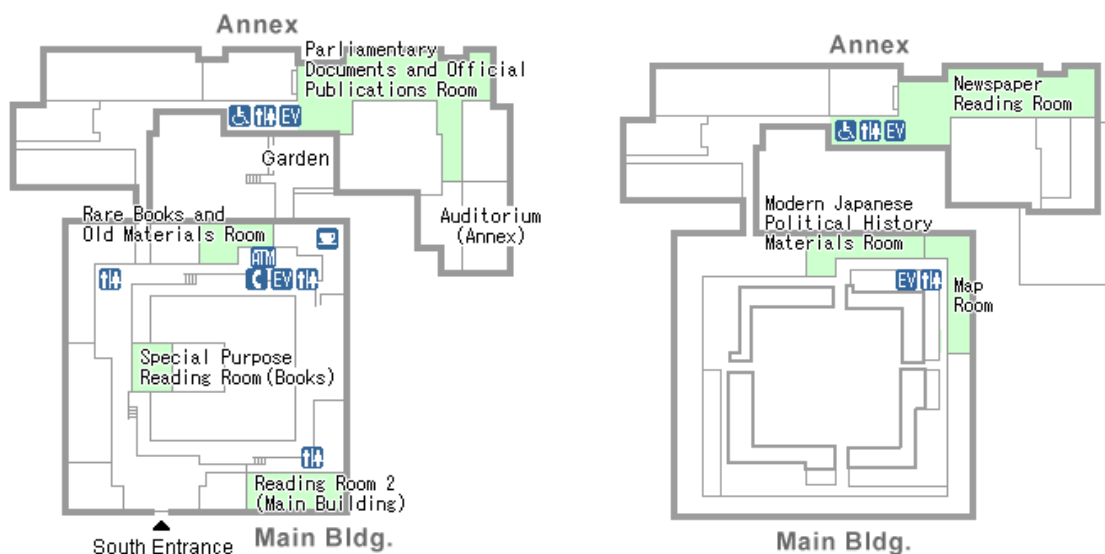 Annex
Parliamentary
Documents and Official
Publications Room
EV
Garden
Rare Books and
Old Materials Room
Auditorium
(Annex)
ATM
EV
Special Purpose
Reading Room(Books)
Reading Room 2
(Main Building)
South Entrance
Main Bldg.
Annex
Newspaper
Reading Room
EV
Modern Japanese
Political History
Materials Room
EV
Map
Room
Main Bldg.